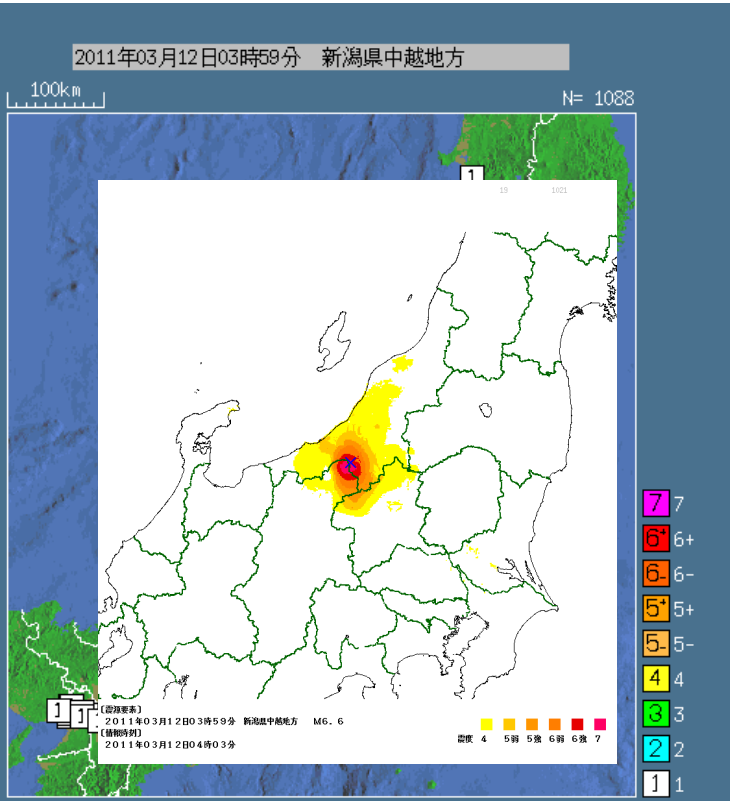 2011年03月12日03時59分 新潟県中越地方
100km
N= 1088
1
19 1021
7 7
6+ 6+
6- 6-
5+ 5+
5- 5-
4 4
3 3
2 2
1 1
1
1
1
[震源要素]
2011年03月12日03時59分 新潟県中越地方 M6.6
[情報時刻]
2011年03月12日04時03分
震度 4 5弱 5強 6弱 6強 7